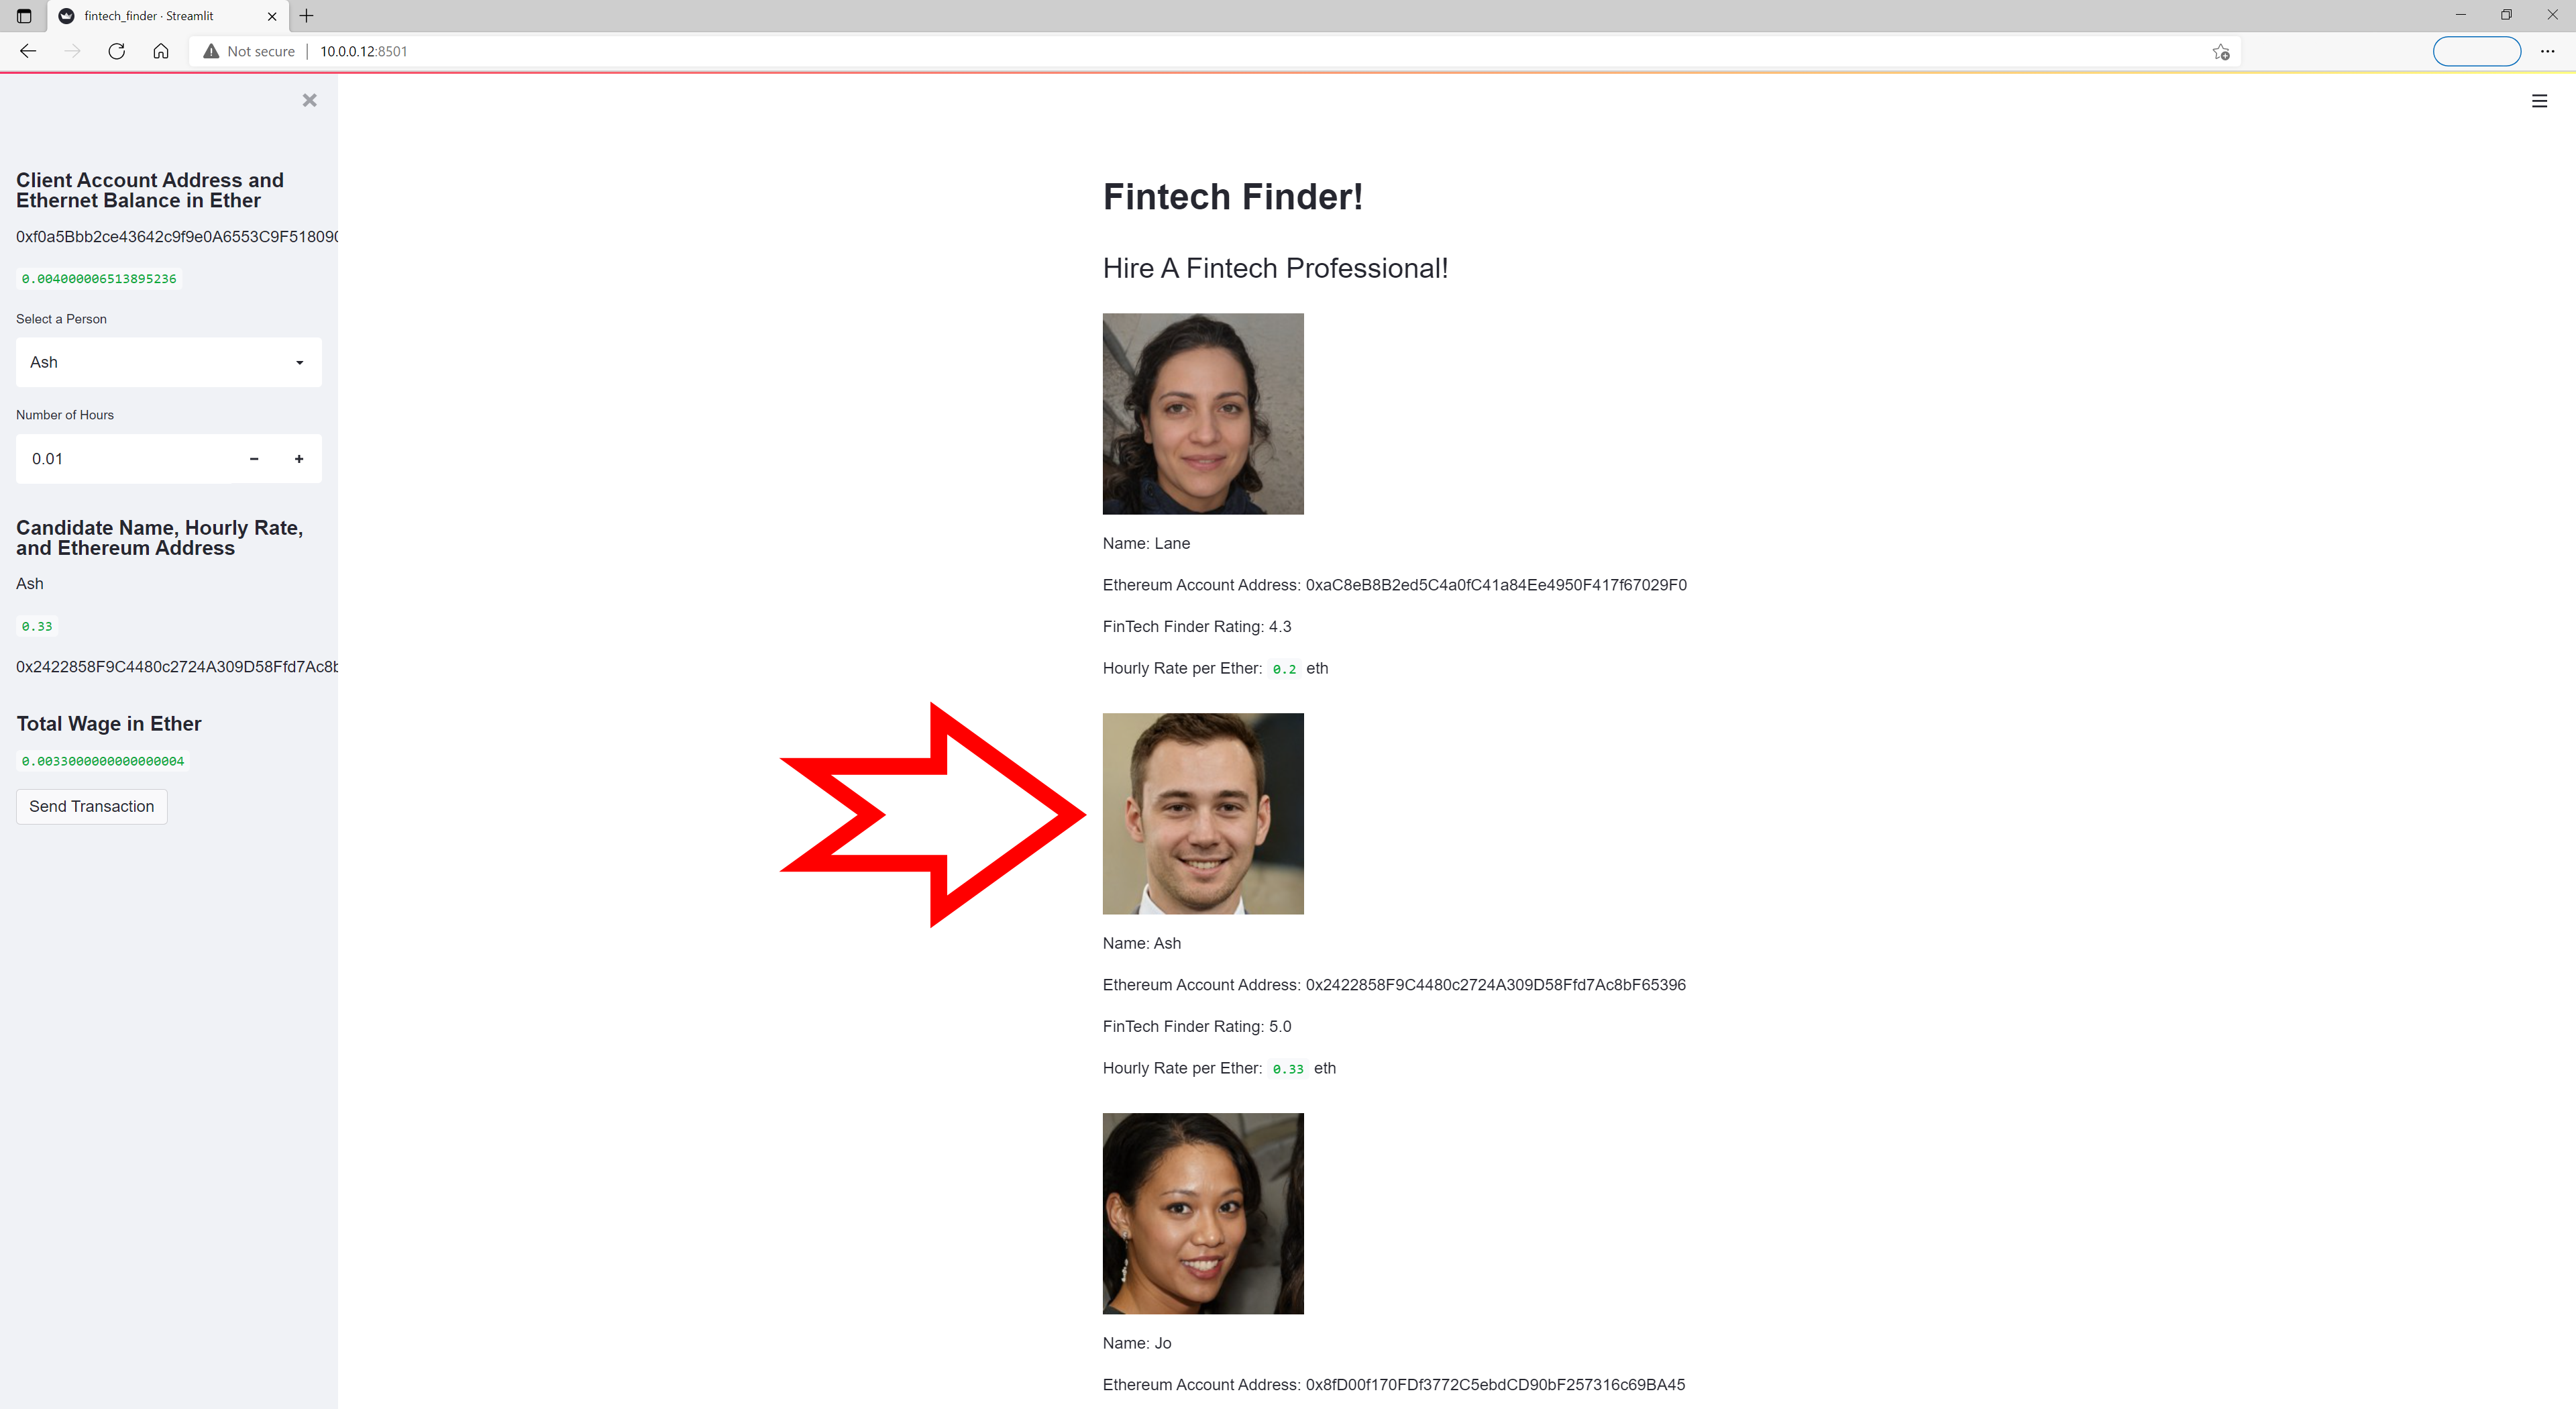 fintech_finder · Streamlit
Not secure | 10.0.0.12:8501
Client Account Address and
Ethernet Balance in Ether
0xf0a5Bbb2ce43642c9f9e0A6553C9F518090
0.004000006513895236
Select a Person
Ash
Number of Hours
0.01
Candidate Name, Hourly Rate,
and Ethereum Address
Ash
0.33
0x2422858F9C4480c2724A309D58Ffd7Ac8b
Total Wage in Ether
0.0033000000000000004
Send Transaction
Fintech Finder!
Hire A Fintech Professional!
Name: Lane
Ethereum Account Address: 0xaC8eB8B2ed5C4a0fC41a84Ee4950F417f67029F0
FinTech Finder Rating: 4.3
Hourly Rate per Ether: 0.2 eth
Name: Ash
Ethereum Account Address: 0x2422858F9C4480c2724A309D58Ffd7Ac8bF65396
FinTech Finder Rating: 5.0
Hourly Rate per Ether: 0.33 eth
Name: Jo
Ethereum Account Address: 0x8fD00f170FDf3772C5ebdCD90bF257316c69BA45